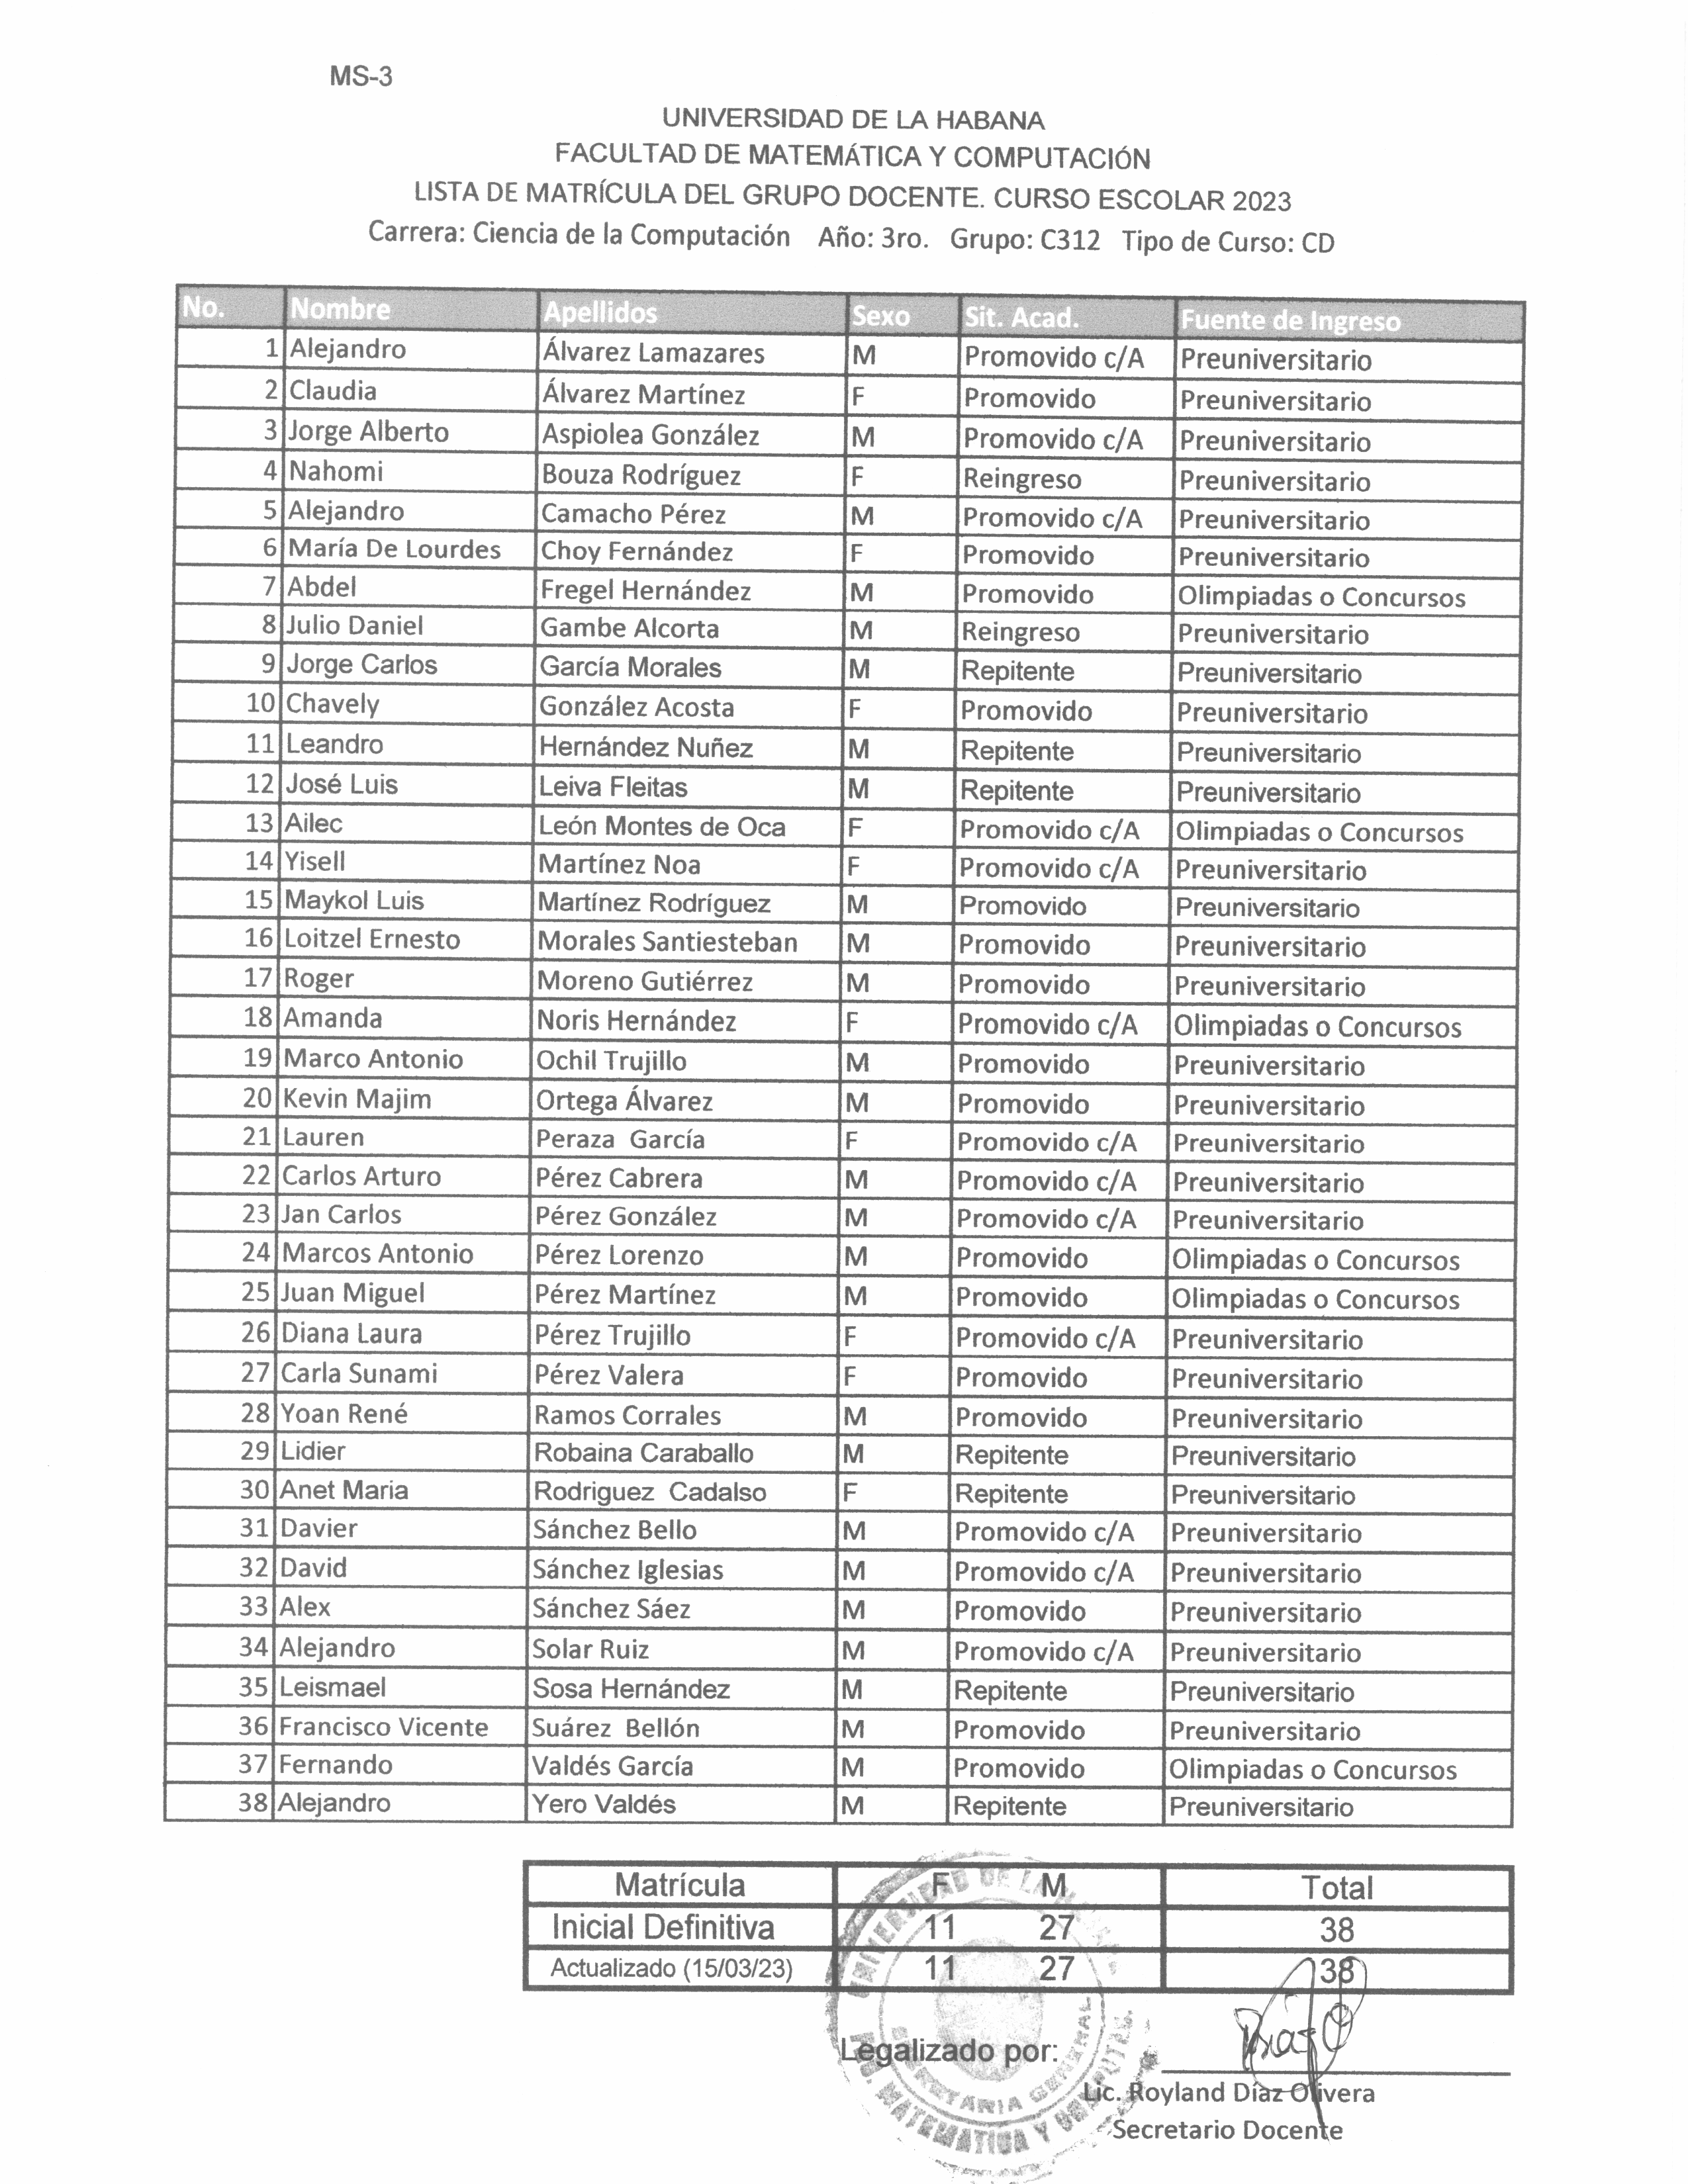 MS-3
UNIVERSIDAD DE LA HABANA
FACULTAD DE MATEMÁTICA Y COMPUTACIÓN
LISTA DE MATRÍCULA DEL GRUPO DOCENTE. CURSO ESCOLAR 2023
Carrera: Ciencia de la Computación Año: 3ro. Grupo: C312 Tipo de Curso: CD
No. Nombre Apellidos Sexo Sit. Acad. Fuente de Ingreso
1 Alejandro Álvarez Lamazares M Promovido c/A Preuniversitario
2 Claudia Álvarez Martínez F Promovido Preuniversitario
3 Jorge Alberto Aspiolea González M Promovido c/A Preuniversitario
4 Nahomi Bouza Rodríguez F Reingreso Preuniversitario
5 Alejandro Camacho Pérez M Promovido c/A Preuniversitario
6 María De Lourdes Choy Fernández F Promovido Preuniversitario
7 Abdel Fregel Hernández M Promovido Olimpiadas o Concursos
8 Julio Daniel Gambe Alcorta M Reingreso Preuniversitario
9 Jorge Carlos García Morales M Repitente Preuniversitario
10 Chavely González Acosta F Promovido Preuniversitario
11 Leandro Hernández Nuñez M Repitente Preuniversitario
12 José Luis Leiva Fleitas M Repitente Preuniversitario
13 Ailec León Montes de Oca F Promovido c/A Olimpiadas o Concursos
14 Yisell Martínez Noa F Promovido c/A Preuniversitario
15 Maykol Luis Martínez Rodríguez M Promovido Preuniversitario
16 Loitzel Ernesto Morales Santiesteban M Promovido Preuniversitario
17 Roger Moreno Gutiérrez M Promovido Preuniversitario
18 Amanda Noris Hernández F Promovido c/A Olimpiadas o Concursos
19 Marco Antonio Ochil Trujillo M Promovido Preuniversitario
20 Kevin Majim Ortega Álvarez M Promovido Preuniversitario
21 Lauren Peraza García F Promovido c/A Preuniversitario
22 Carlos Arturo Pérez Cabrera M Promovido c/A Preuniversitario
23 Jan Carlos Pérez González M Promovido c/A Preuniversitario
24 Marcos Antonio Pérez Lorenzo M Promovido Olimpiadas o Concursos
25 Juan Miguel Pérez Martínez M Promovido Olimpiadas o Concursos
26 Diana Laura Pérez Trujillo F Promovido c/A Preuniversitario
27 Carla Sunami Pérez Valera F Promovido Preuniversitario
28 Yoan René Ramos Corrales M Promovido Preuniversitario
29 Lidier Robaina Caraballo M Repitente Preuniversitario
30 Anet Maria Rodriguez Cadalso F Repitente Preuniversitario
31 Davier Sánchez Bello M Promovido c/A Preuniversitario
32 David Sánchez Iglesias M Promovido c/A Preuniversitario
33 Alex Sánchez Sáez M Promovido Preuniversitario
34 Alejandro Solar Ruiz M Promovido c/A Preuniversitario
35 Leismael Sosa Hernández M Repitente Preuniversitario
36 Francisco Vicente Suárez Bellón M Promovido Preuniversitario
37 Fernando Valdés García M Promovido Olimpiadas o Concursos
38 Alejandro Yero Valdés M Repitente Preuniversitario
Matrícula F M Total
Inicial Definitiva 11 27 38
Actualizado (15/03/23) 11 27 38
UNIVERSIDAD DE LA
SECRETARIA GENERAL
MATEMATICA Y
Legalizado por:
Lic. Royland Díaz Olivera
Secretario Docente